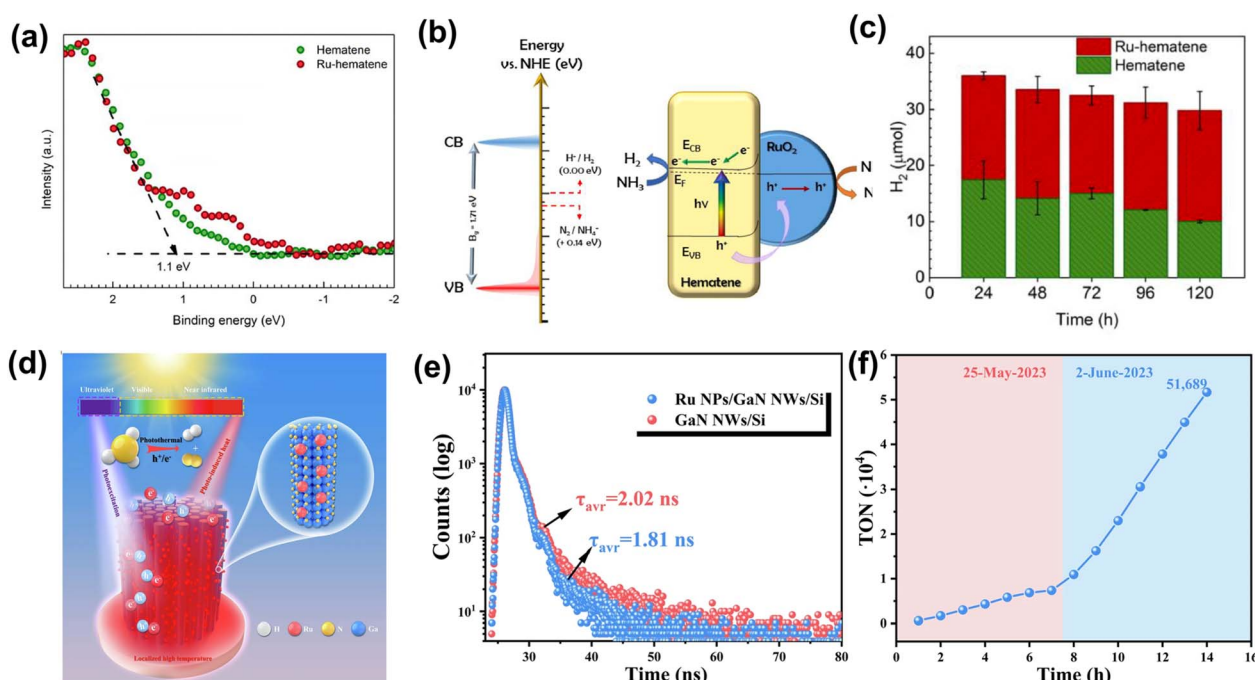 (a)
Hematene
Ru-hematene
Intensity (a.u.)
1.1 eV
2 1 0 -1 -2
Binding energy (eV)
(b)
Energy
vs. NHE (eV)
CB
H⁺/ H₂
(0.00 eV)
N₂ / NH₄⁻
(+ 0.14 eV)
VB
H₂
NH₃
E_CB
e⁻ e⁻ e⁻
E_F
hν
h⁺
E_VB
Hematene
RuO₂
h⁺ h⁺
N
N
(c)
Ru-hematene
Hematene
H₂ (μmol)
40
30
20
10
0
0 24 48 72 96 120
Time (h)
(d)
Ultraviolet Visible Near infrared
Photothermal
h⁺/e⁻
Photoexcitation
Photo-induced heat
Localized high temperature
H Ru N Ga
(e)
Ru NPs/GaN NWs/Si
GaN NWs/Si
Counts (log)
10⁴
10³
10²
10¹
τavr=2.02 ns
τavr=1.81 ns
30 40 50 60 70 80
Time (ns)
(f)
25-May-2023
2-June-2023
51,689
TON (·10⁴)
6
5
4
3
2
1
0
0 2 4 6 8 10 12 14 16
Time (h)